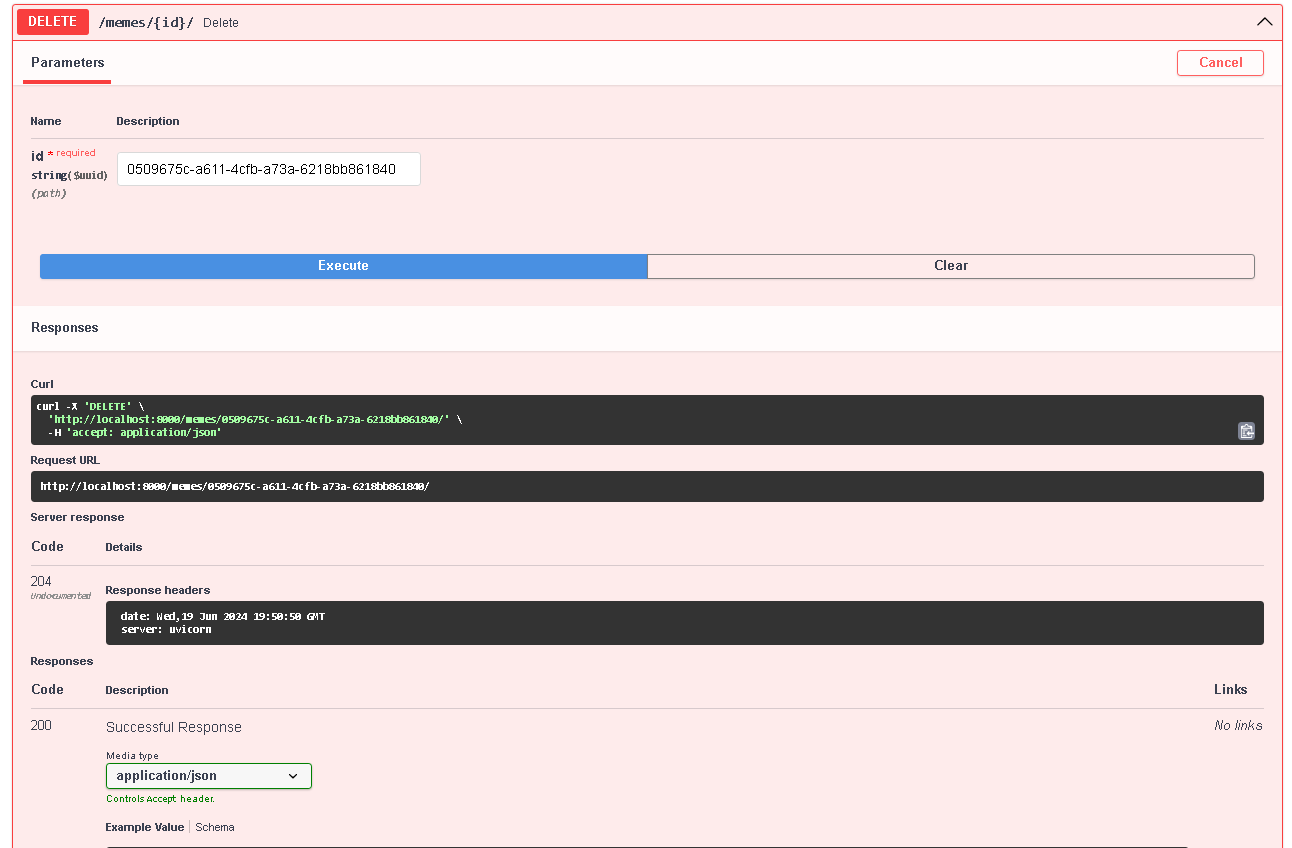 DELETE /memes/{id}/ Delete
Parameters
Cancel
Name Description
id * required
string($uuid)
(path)
0509675c-a611-4cfb-a73a-6218bb861840
Execute Clear
Responses
Curl
curl -X 'DELETE' \
'http://localhost:8000/memes/0509675c-a611-4cfb-a73a-6218bb861840/' \
-H 'accept: application/json'
Request URL
http://localhost:8000/memes/0509675c-a611-4cfb-a73a-6218bb861840/
Server response
Code Details
204
Undocumented
Response headers
date: Wed,19 Jun 2024 19:50:50 GMT
server: uvicorn
Responses
Code Description Links
200 Successful Response No links
Media type
application/json
Controls Accept header.
Example Value Schema